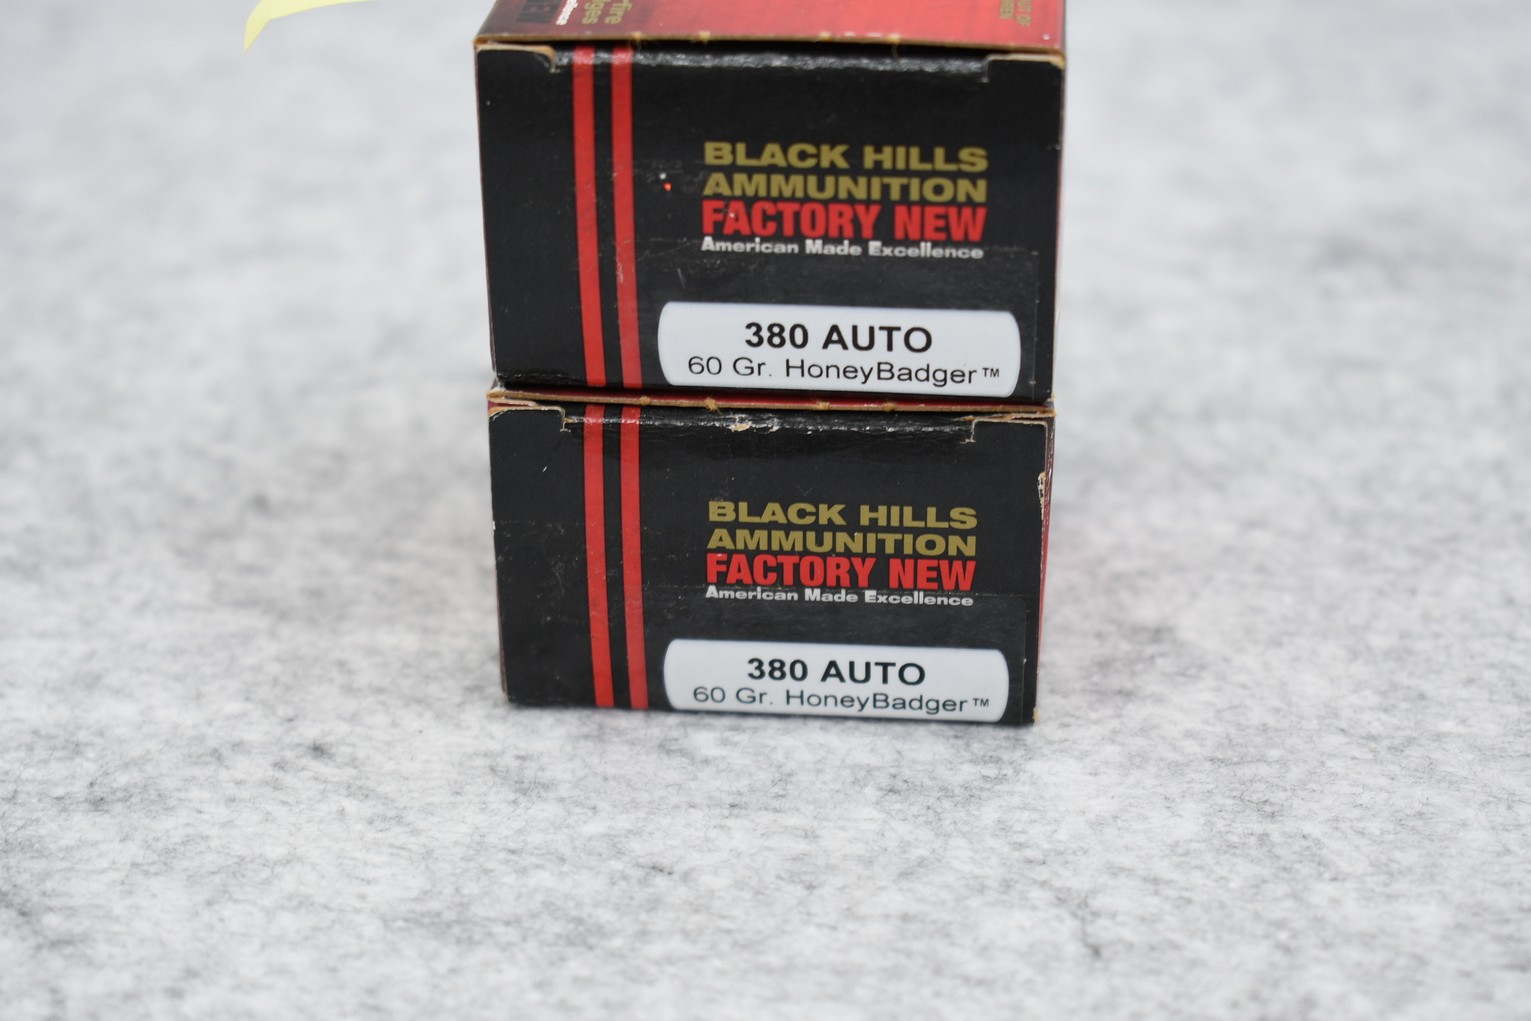 BLACK HILLS
AMMUNITION
FACTORY NEW
American Made Excellence
380 AUTO
60 Gr. HoneyBadger™
BLACK HILLS
AMMUNITION
FACTORY NEW
American Made Excellence
380 AUTO
60 Gr. HoneyBadger™